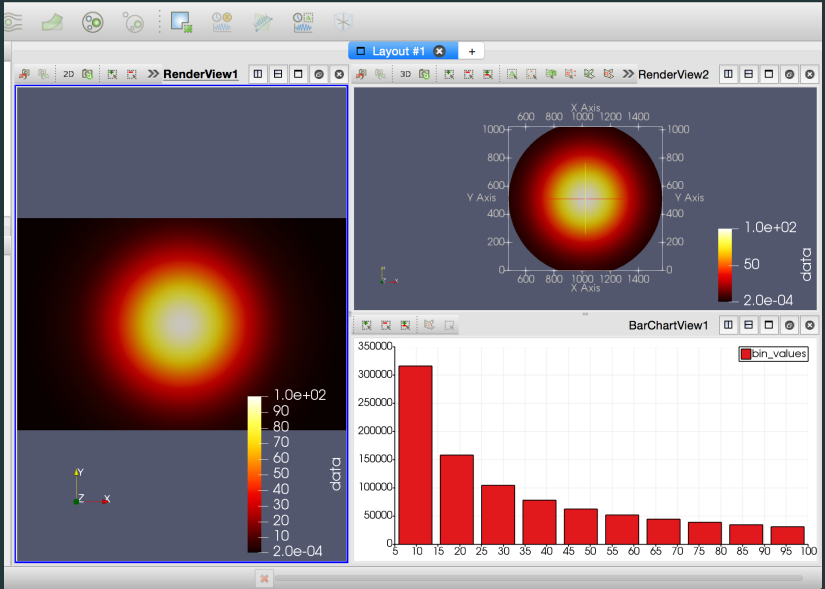 Layout #1
+
2D
RenderView1
3D
RenderView2
X Axis
600 800 1000 1200 1400
1000 1000
800 800
600 600
Y Axis Y Axis
400 400
200 200
0 0
600 800 1000 1200 1400
X Axis
1.0e+02
50
2.0e-04
data
1.0e+02
90
80
70
60
50
40
30
20
10
2.0e-04
data
Y
Z X
BarChartView1
bin_values
350000
300000
250000
200000
150000
100000
50000
0
5 10 15 20 25 30 35 40 45 50 55 60 65 70 75 80 85 90 95 100